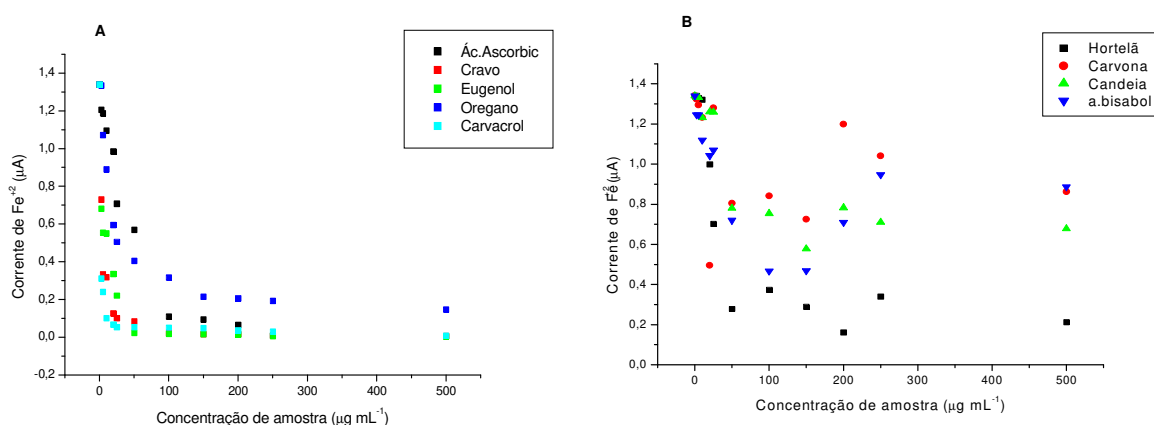 A
Ác.Ascorbic
Cravo
Eugenol
Oregano
Carvacrol
Corrente de Fe⁺² (μA)
1,4
1,2
1,0
0,8
0,6
0,4
0,2
0,0
-0,2
0 100 200 300 400 500
Concentração de amostra (μg mL⁻¹)
B
Hortelã
Carvona
Candeia
a.bisabol
Corrente de Fe⁺² (μA)
1,4
1,2
1,0
0,8
0,6
0,4
0,2
0,0
0 100 200 300 400 500
Concentração de amostra (μg mL⁻¹)